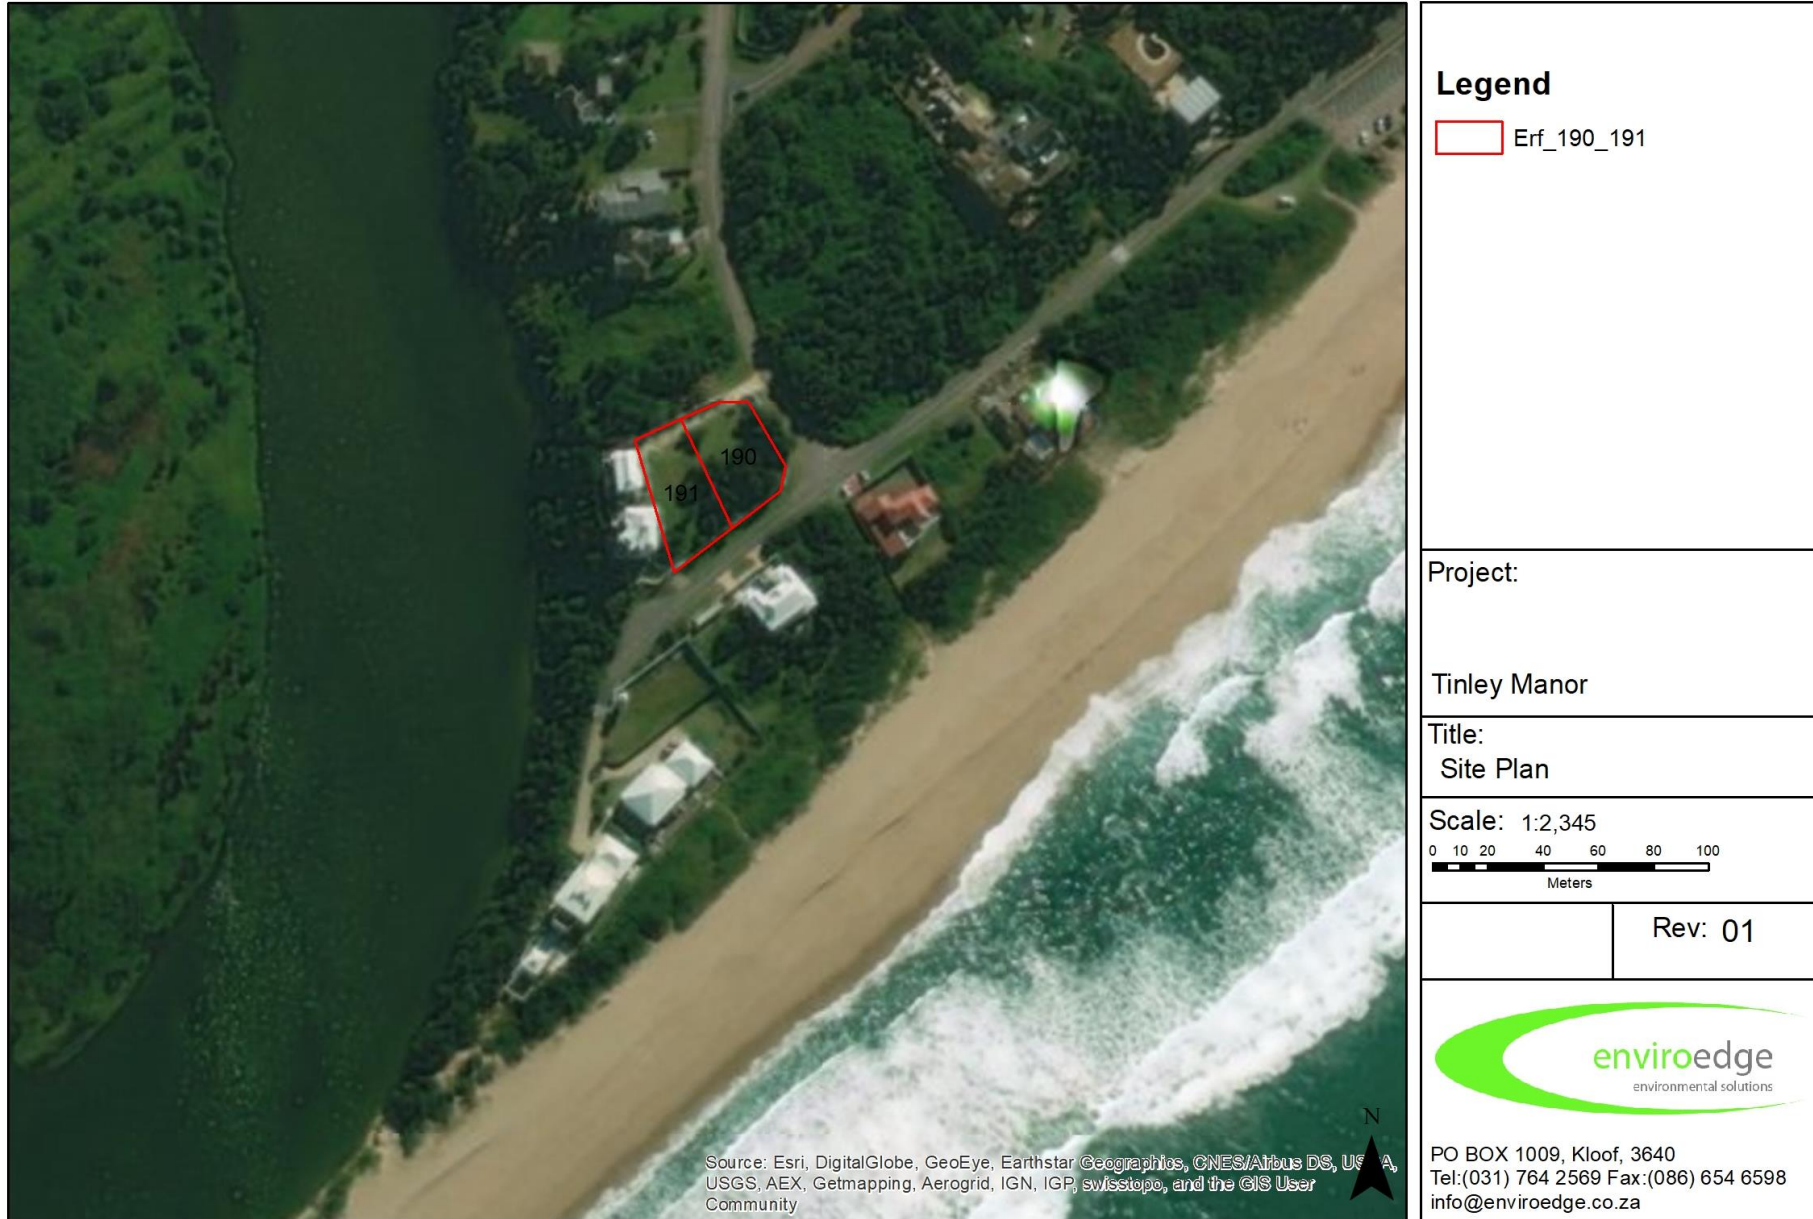 190
191
Source: Esri, DigitalGlobe, GeoEye, Earthstar Geographics, CNES/Airbus DS,
USGS, AEX, Getmapping, Aerogrid, IGN, IGP, swisstopo, and the GIS User
Community
N
Legend
Erf_190_191
Project:
Tinley Manor
Title:
Site Plan
Scale: 1:2,345
0 10 20 40 60 80 100
Meters
Rev: 01
enviroedge
environmental solutions
PO BOX 1009, Kloof, 3640
Tel:(031) 764 2569 Fax:(086) 654 6598
info@enviroedge.co.za